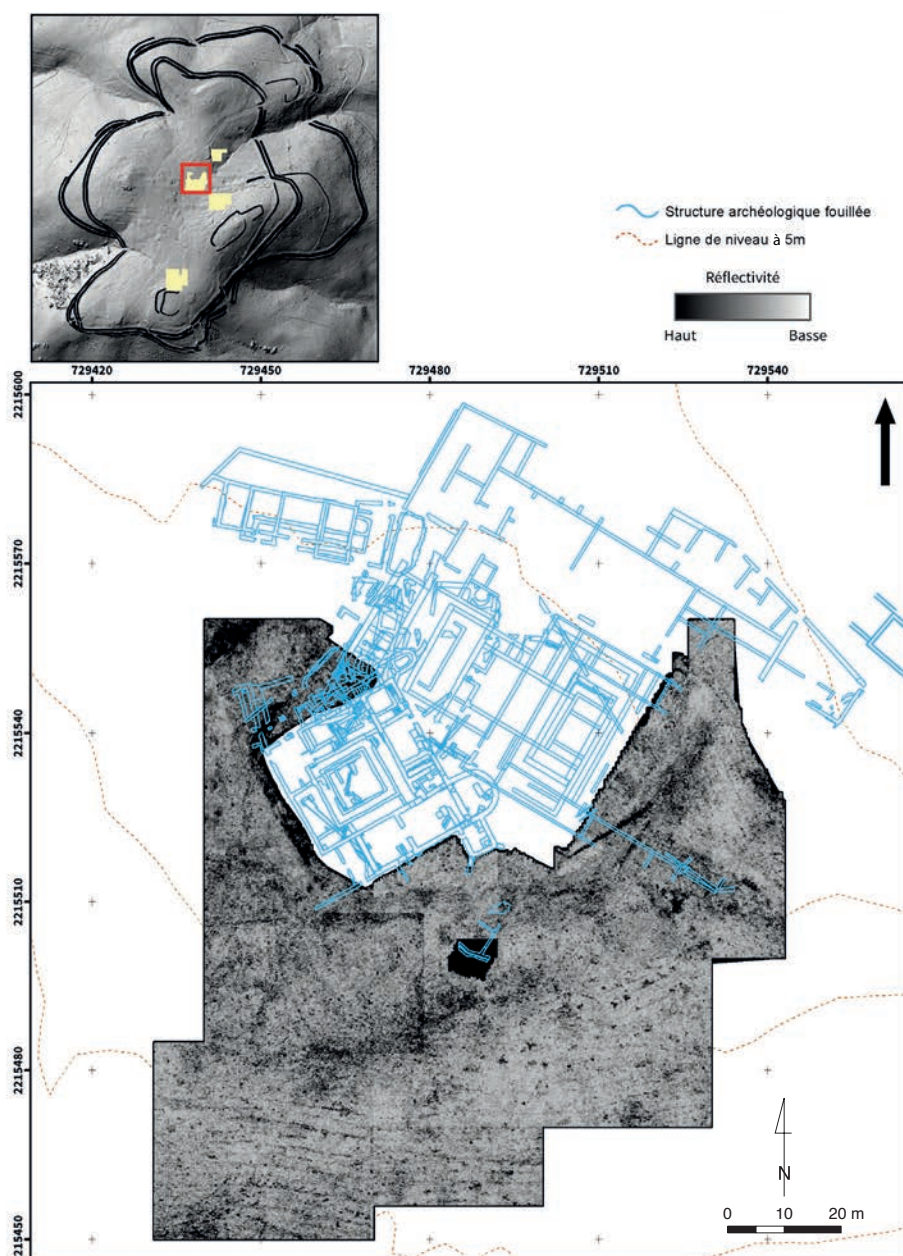 Structure archéologique fouillée
Ligne de niveau à 5m
Réflectivité
Haut Basse
729420 729450 729480 729510 729540
2215600
2215570
2215540
2215510
2215480
2215450
N
0 10 20 m